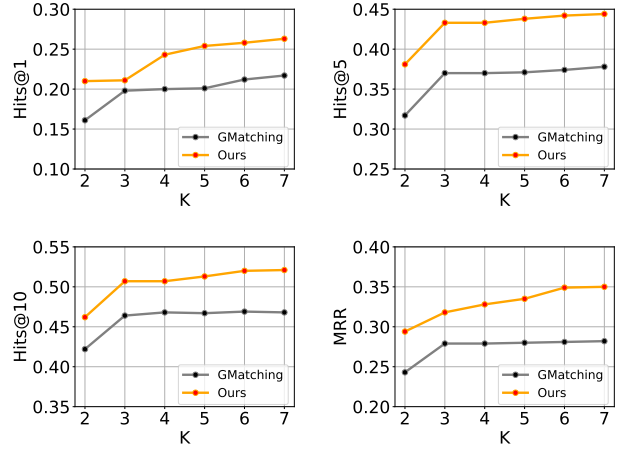 0.30
0.25
0.20
0.15
0.10
Hits@1
2 3 4 5 6 7
K
GMatching
Ours
0.45
0.40
0.35
0.30
0.25
Hits@5
2 3 4 5 6 7
K
GMatching
Ours
0.55
0.50
0.45
0.40
0.35
Hits@10
2 3 4 5 6 7
K
GMatching
Ours
0.40
0.35
0.30
0.25
0.20
MRR
2 3 4 5 6 7
K
GMatching
Ours